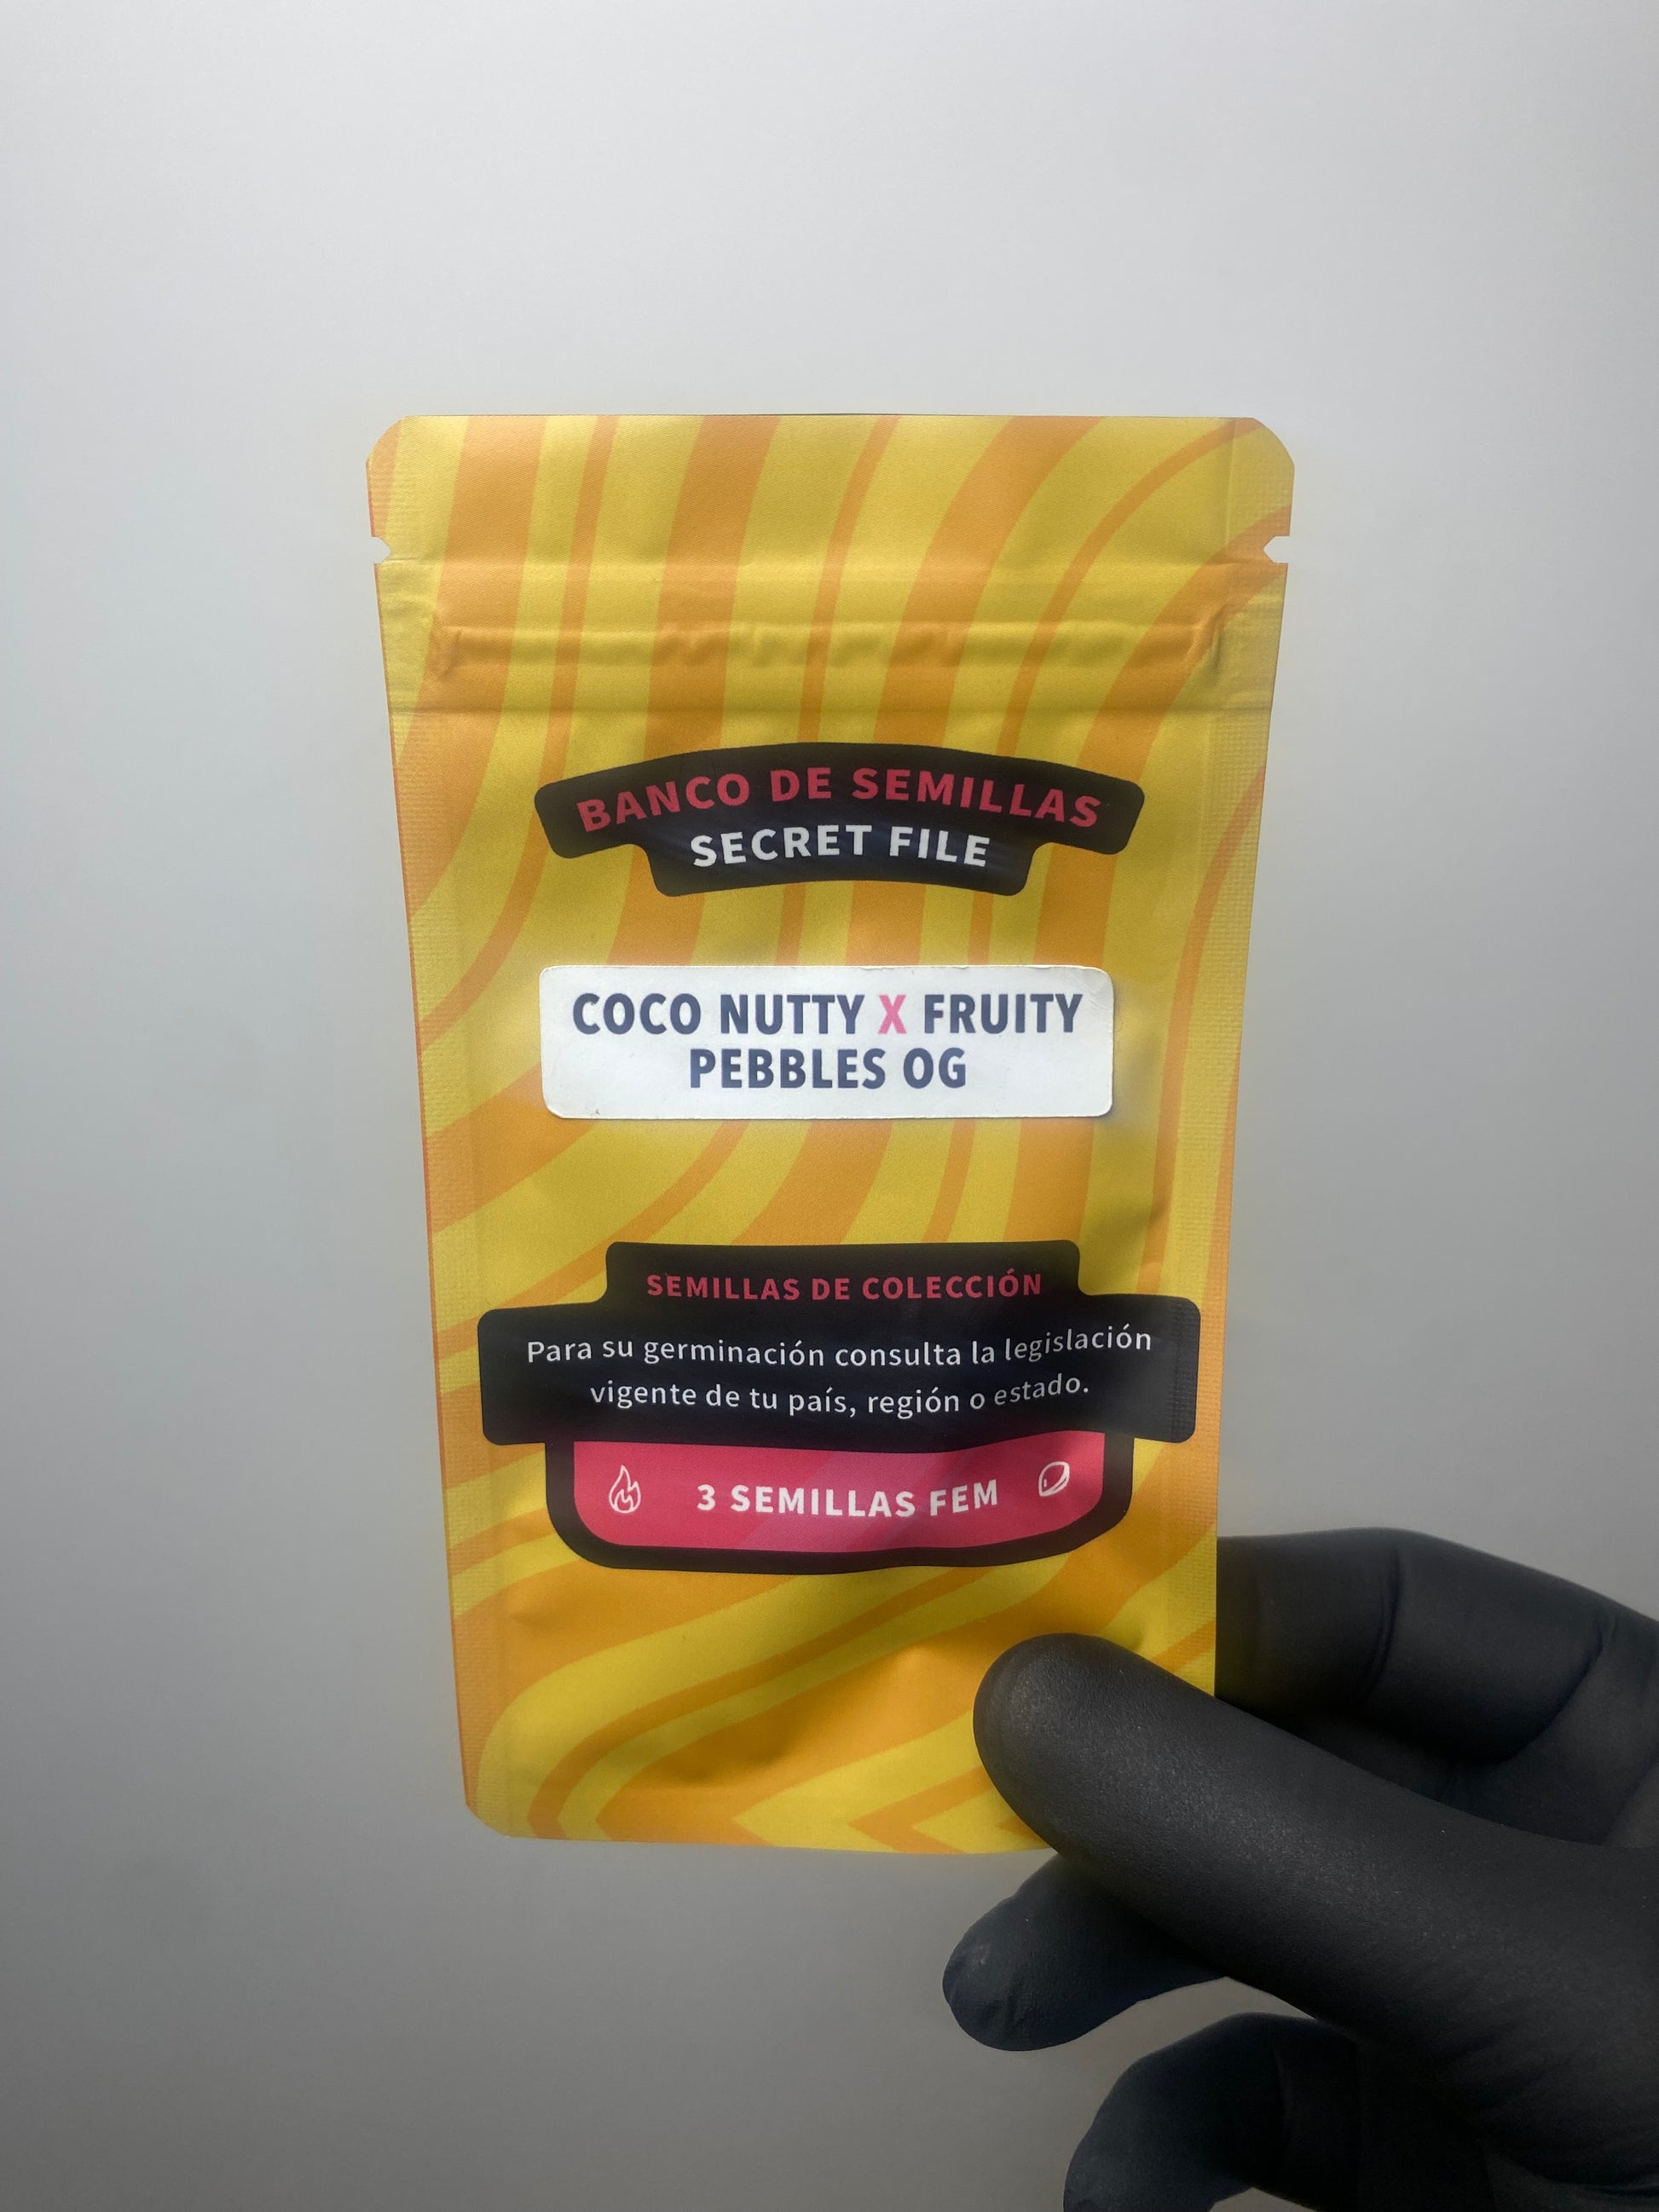 BANCO DE SEMILLAS
SECRET FILE
COCO NUTTY X FRUITY
PEBBLES OG
SEMILLAS DE COLECCIÓN
Para su germinación consulta la legislación
vigente de tu país, región o estado.
3 SEMILLAS FEM